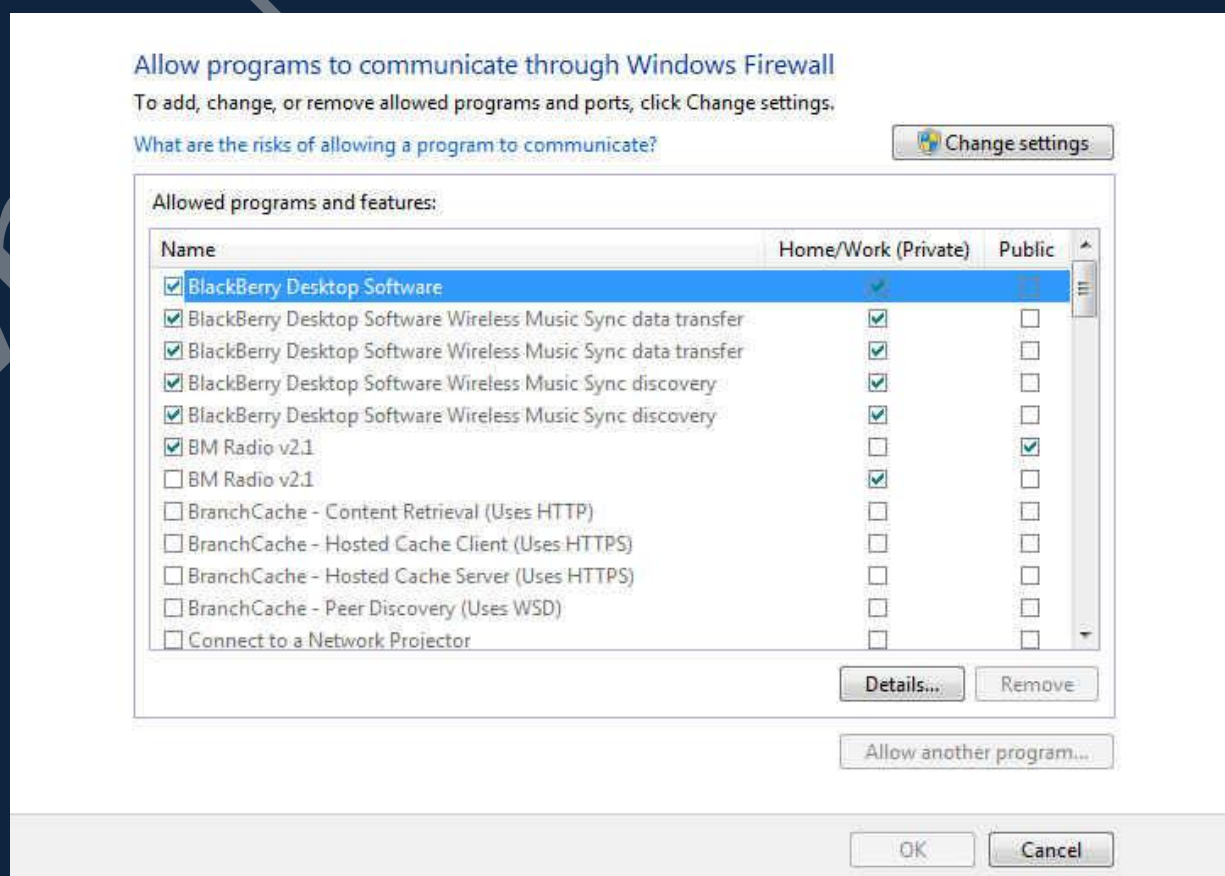 Allow programs to communicate through Windows Firewall
To add, change, or remove allowed programs and ports, click Change settings.
What are the risks of allowing a program to communicate? Change settings
Allowed programs and features:
Name Home/Work (Private) Public
BlackBerry Desktop Software
BlackBerry Desktop Software Wireless Music Sync data transfer
BlackBerry Desktop Software Wireless Music Sync data transfer
BlackBerry Desktop Software Wireless Music Sync discovery
BlackBerry Desktop Software Wireless Music Sync discovery
BM Radio v2.1
BM Radio v2.1
BranchCache - Content Retrieval (Uses HTTP)
BranchCache - Hosted Cache Client (Uses HTTPS)
BranchCache - Hosted Cache Server (Uses HTTPS)
BranchCache - Peer Discovery (Uses WSD)
Connect to a Network Projector
Details... Remove
Allow another program...
OK Cancel